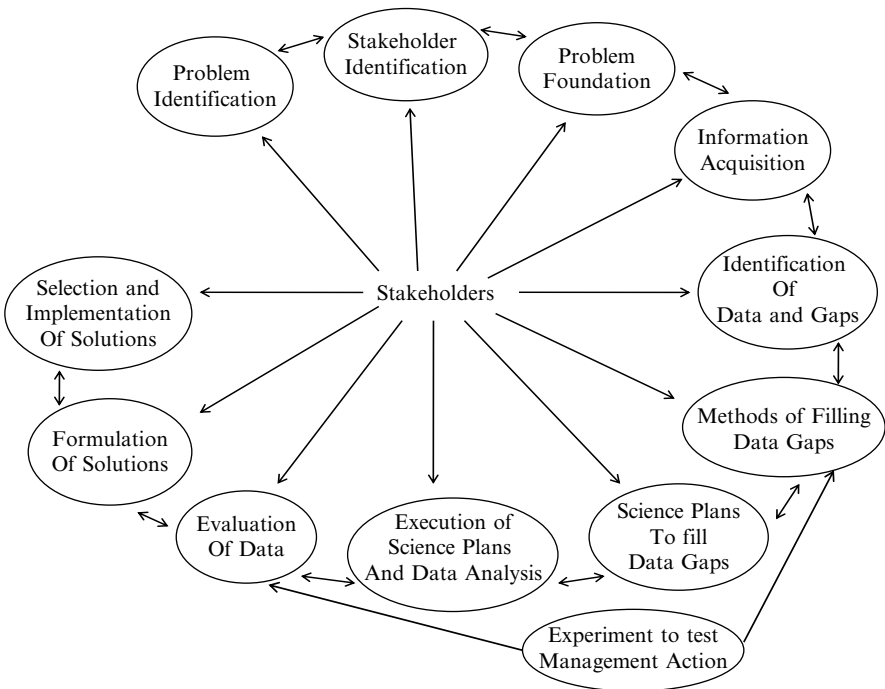 Problem
Identification
Stakeholder
Identification
Problem
Foundation
Information
Acquisition
Identification
Of
Data and Gaps
Methods of Filling
Data Gaps
Science Plans
To fill
Data Gaps
Execution of
Science Plans
And Data Analysis
Evaluation
Of Data
Formulation
Of Solutions
Selection and
Implementation
Of Solutions
Stakeholders
Experiment to test
Management Action